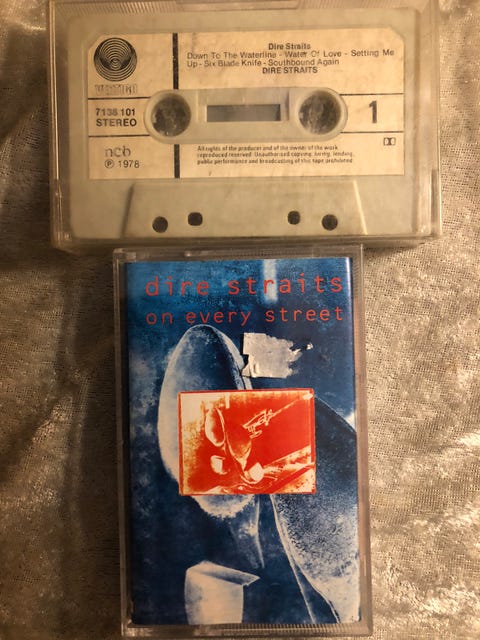 Dire Straits
Down To The Waterline - Water Of Love - Setting Me
Up - Six Blade Knife - Southbound Again
DIRE STRAITS
VERTIGO
7138 101
STEREO
1
ncb
℗ 1978
All rights of the producer and of the owner of the work
reproduced reserved. Unauthorised copying, hiring, lending,
public performance and broadcasting of this tape prohibited
dire straits
on every street